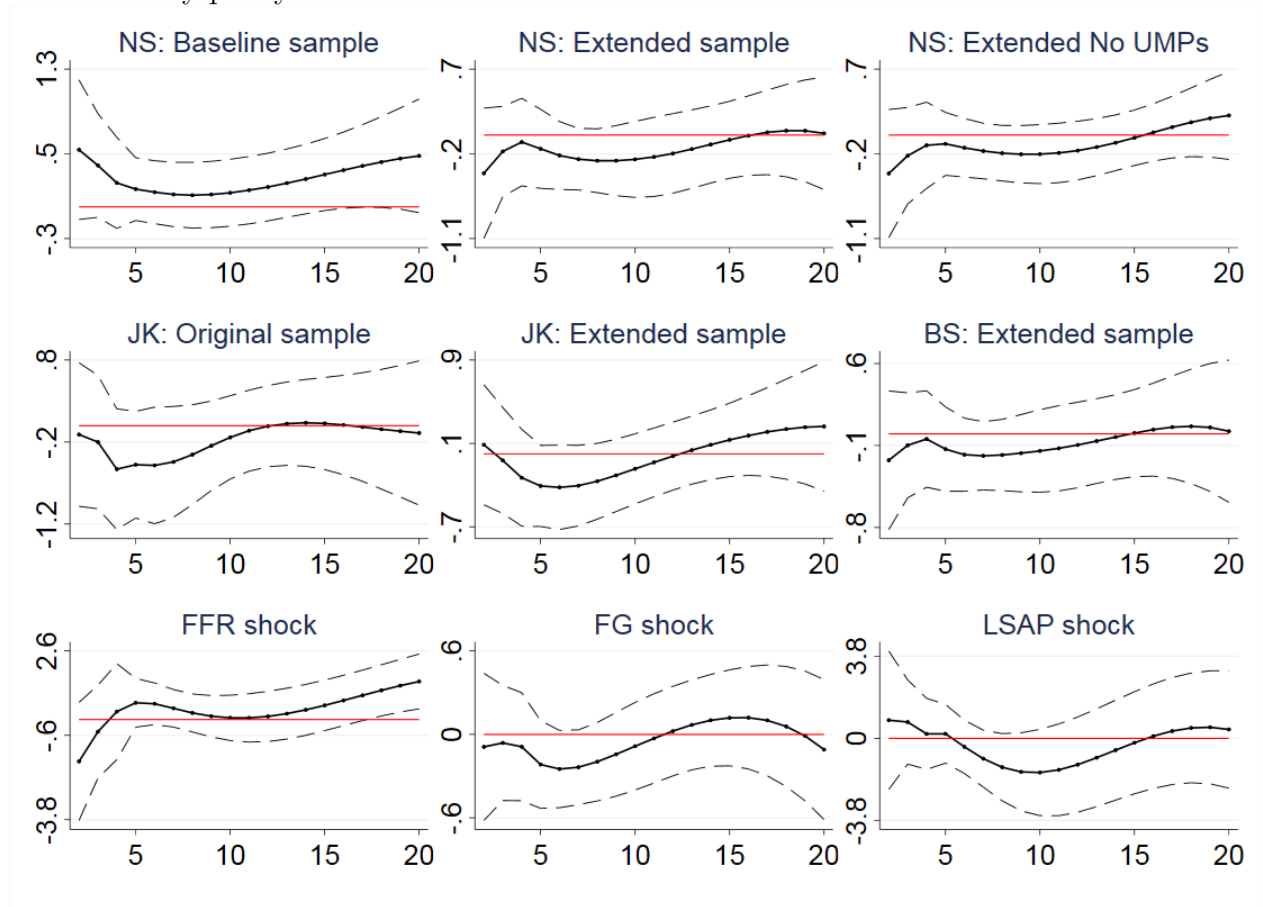 NS: Baseline sample
NS: Extended sample
NS: Extended No UMPs
1.3
.5
-.3
5 10 15 20
.7
-.2
-1.1
5 10 15 20
.7
-.2
-1.1
5 10 15 20
JK: Original sample
JK: Extended sample
BS: Extended sample
.8
-.2
-1.2
5 10 15 20
.9
.1
-.7
5 10 15 20
.6
-.1
-.8
5 10 15 20
FFR shock
FG shock
LSAP shock
2.6
-.6
-3.8
5 10 15 20
.6
0
-.6
5 10 15 20
3.8
0
-3.8
5 10 15 20